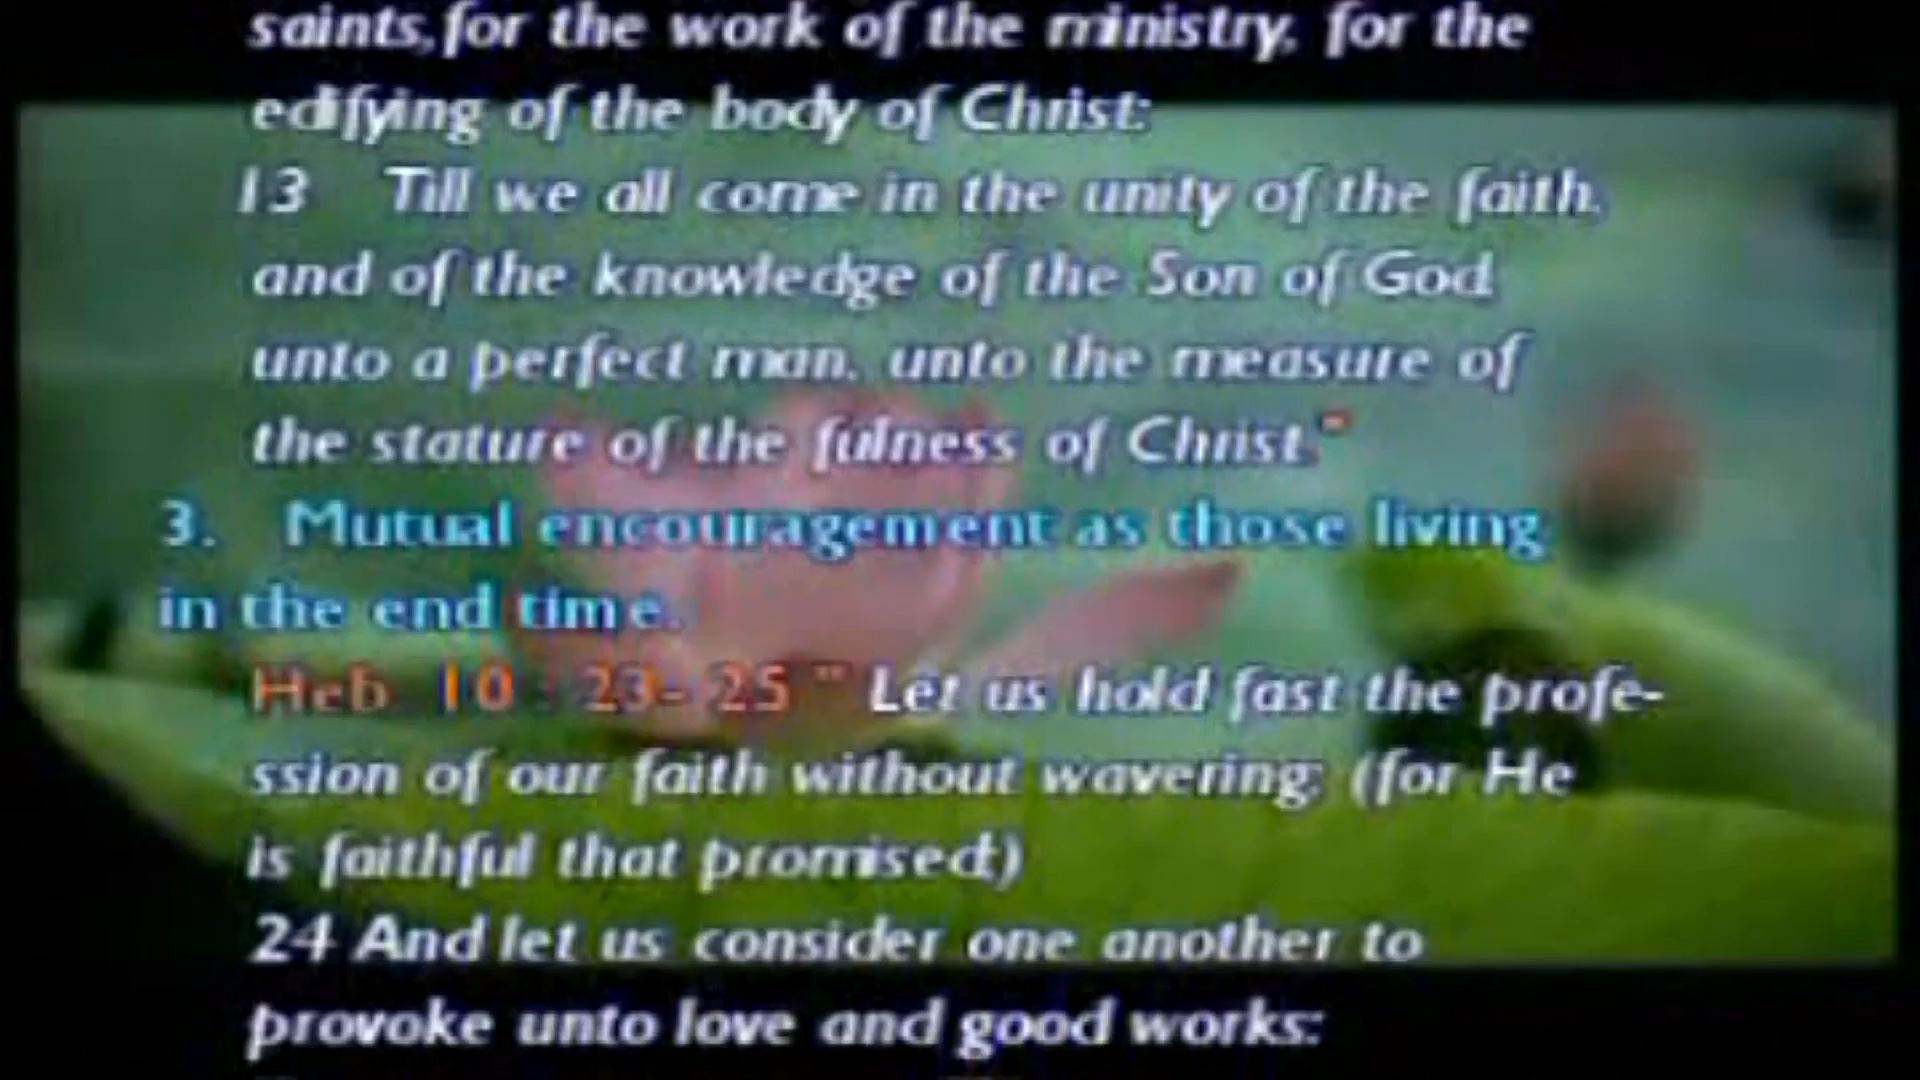 saints, for the work of the ministry, for the
edifying of the body of Christ:
13 Till we all come in the unity of the faith,
and of the knowledge of the Son of God,
unto a perfect man, unto the measure of
the stature of the fulness of Christ."
3. Mutual encouragement as those living
in the end time.
Heb. 10 : 23- 25 " Let us hold fast the profe-
ssion of our faith without wavering; (for He
is faithful that promised;)
24 And let us consider one another to
provoke unto love and good works: